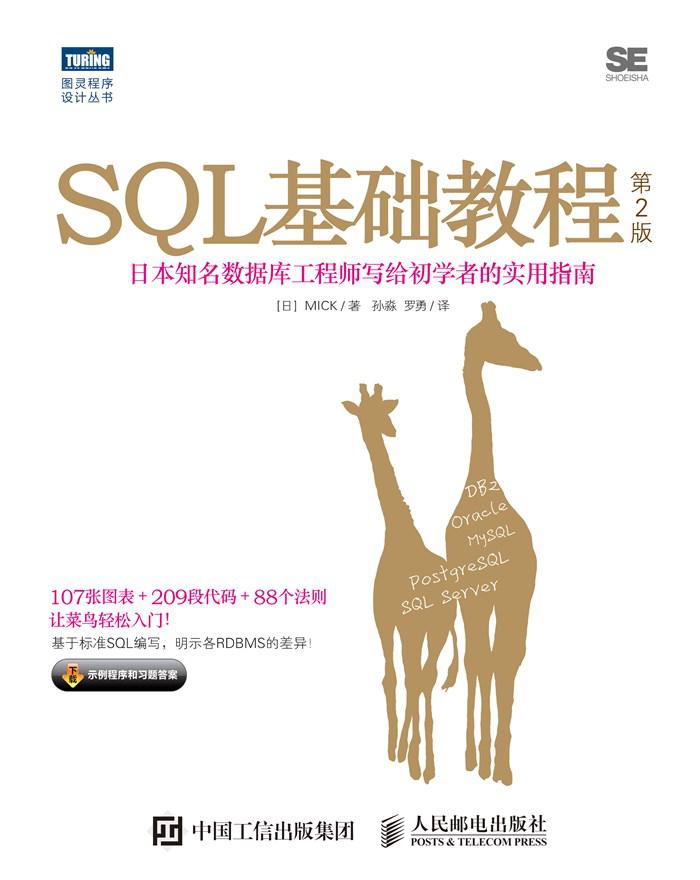 TURING
图灵程序
设计丛书
SE
SHOEISHA
SQL基础教程
第2版
日本知名数据库工程师写给初学者的实用指南
[日] MICK / 著 孙淼 罗勇 / 译
DB2
Oracle
MySQL
PostgreSQL
SQL Server
107张图表 + 209段代码 + 88个法则
让菜鸟轻松入门！
基于标准SQL编写，明示各RDBMS的差异！
下载 示例程序和习题答案
中国工信出版集团
人民邮电出版社
POSTS & TELECOM PRESS